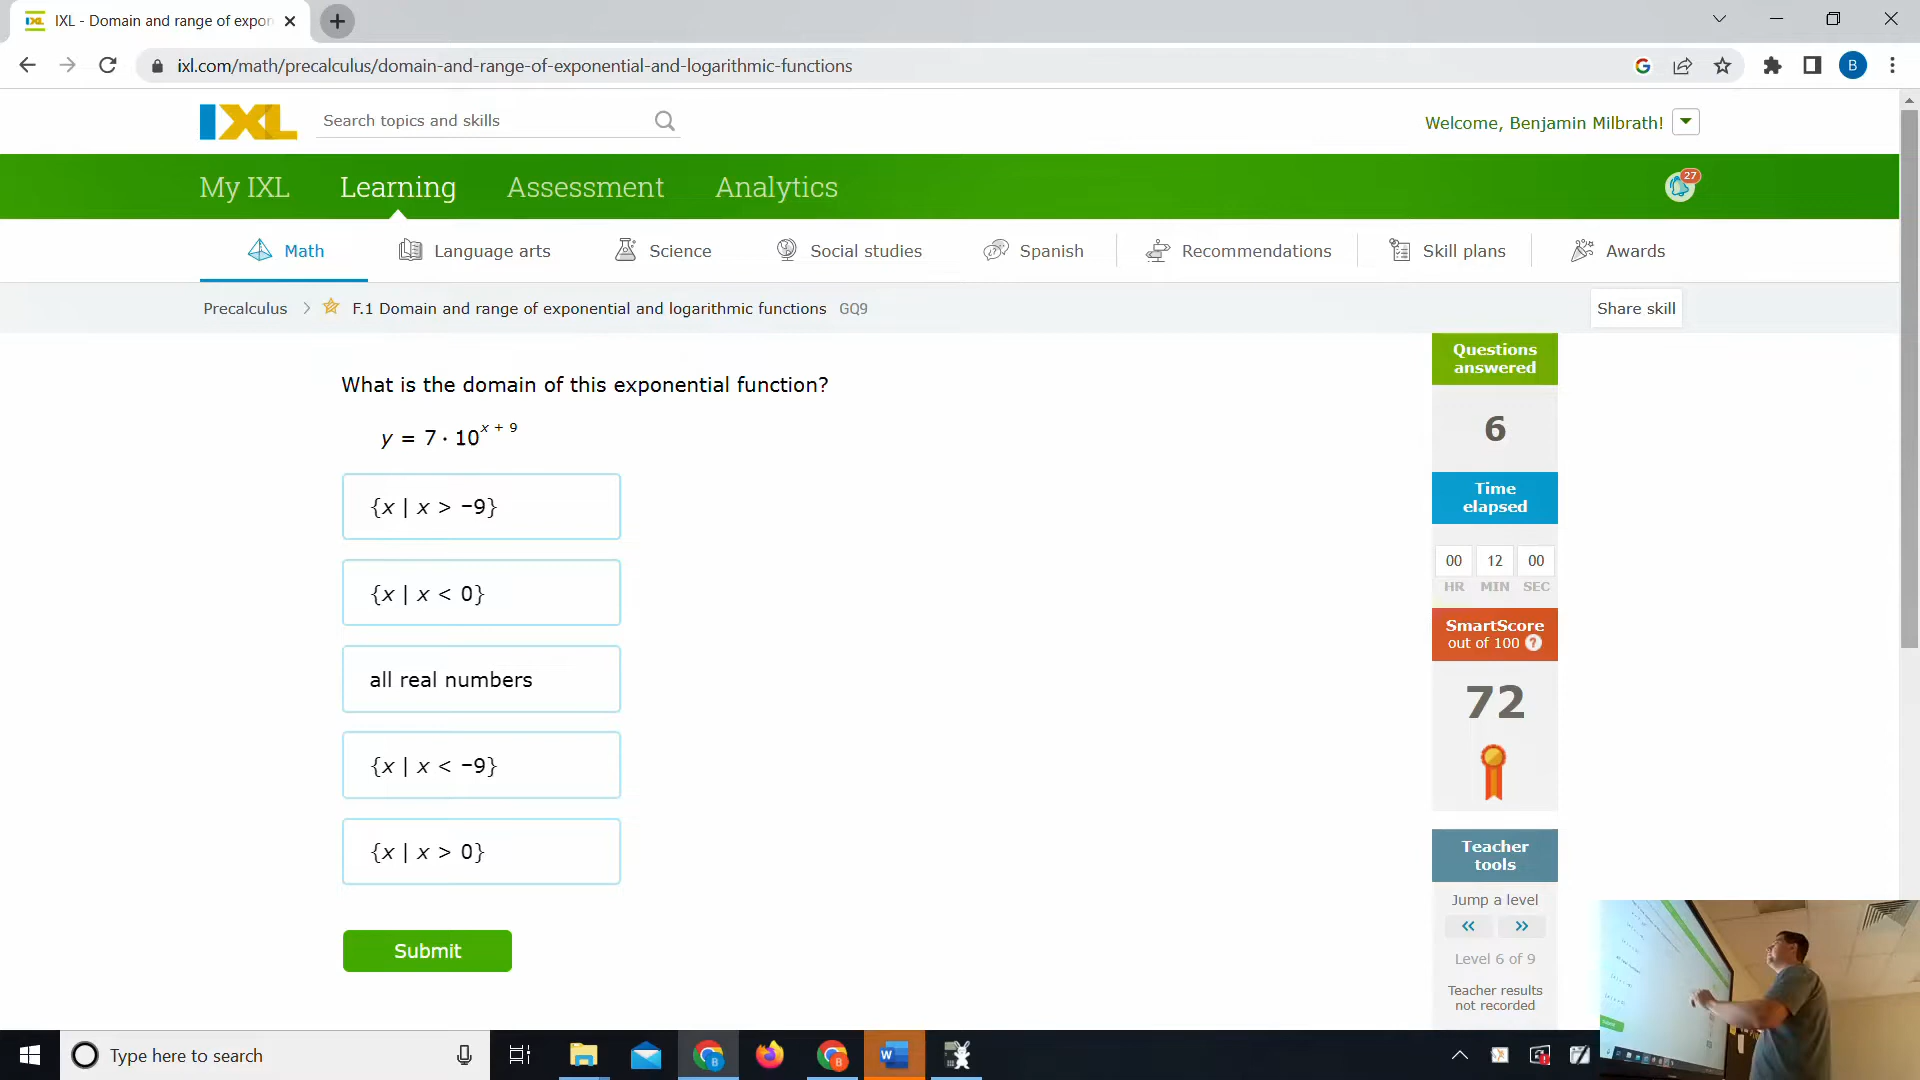 IXL - Domain and range of expon
ixl.com/math/precalculus/domain-and-range-of-exponential-and-logarithmic-functions
B
IXL
Search topics and skills
Welcome, Benjamin Milbrath!
My IXL Learning Assessment Analytics
27
Math Language arts Science Social studies Spanish Recommendations Skill plans Awards
Precalculus > F.1 Domain and range of exponential and logarithmic functions GQ9
Share skill
What is the domain of this exponential function?
y = 7 · 10^(x + 9)
{x | x > −9}
{x | x < 0}
all real numbers
{x | x < −9}
{x | x > 0}
Submit
Questions
answered
6
Time
elapsed
00 12 00
HR MIN SEC
SmartScore
out of 100 ?
72
Teacher
tools
Jump a level
<< >>
Level 6 of 9
Teacher results
not recorded
Type here to search